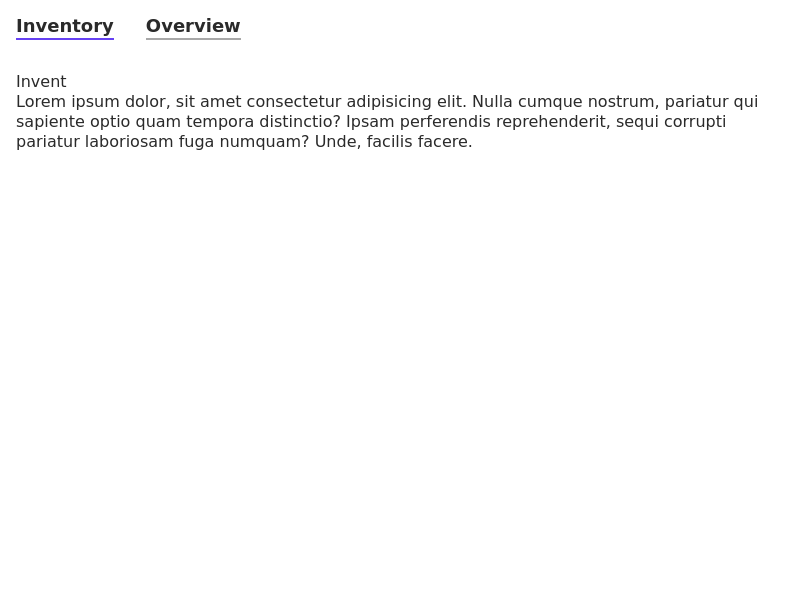 Inventory Overview
Invent
Lorem ipsum dolor, sit amet consectetur adipisicing elit. Nulla cumque nostrum, pariatur qui
sapiente optio quam tempora distinctio? Ipsam perferendis reprehenderit, sequi corrupti
pariatur laboriosam fuga numquam? Unde, facilis facere.